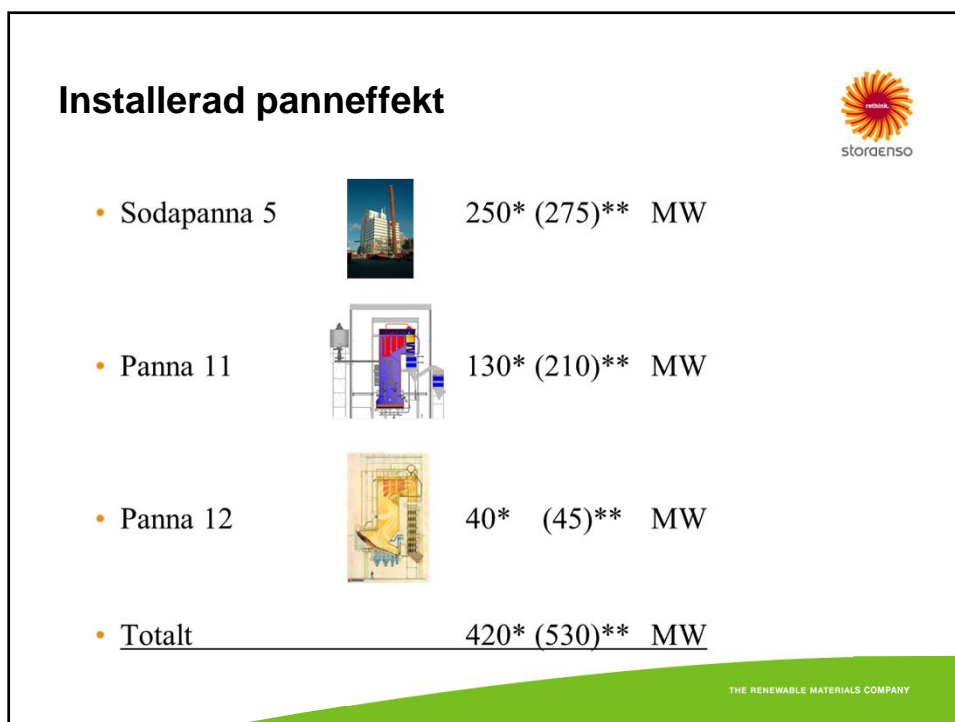 Installerad panneffekt
rethink.
storaenso
• Sodapanna 5 250* (275)** MW
• Panna 11 130* (210)** MW
• Panna 12 40* (45)** MW
• Totalt 420* (530)** MW
THE RENEWABLE MATERIALS COMPANY